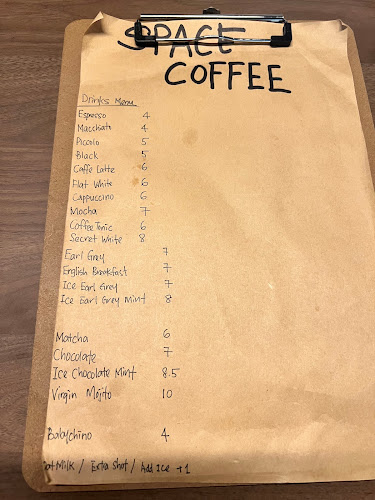 SPACE
COFFEE
Drinks Menu
Espresso 4
Macchiato 4
Piccolo 5
Black 5
Caffe Latte 6
Flat White 6
Cappuccino 6
Mocha 7
Coffee Tonic 6
Secret White 8
Earl Grey 7
English Breakfast 7
Ice Earl Grey 7
Ice Earl Grey Mint 8
Matcha 6
Chocolate 7
Ice Chocolate Mint 8.5
Virgin Mojito 10
Babychino 4
oat Milk / Extra Shot / Add Ice +1